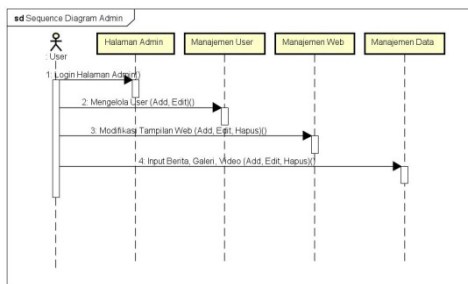 sd Sequence Diagram Admin
Halaman Admin
Manajemen User
Manajemen Web
Manajemen Data
: User
1: Login Halaman Admin()
2: Mengelola User (Add, Edit)()
3: Modifikasi Tampilan Web (Add, Edit, Hapus)()
4: Input Berita, Galeri, Video (Add, Edit, Hapus)()